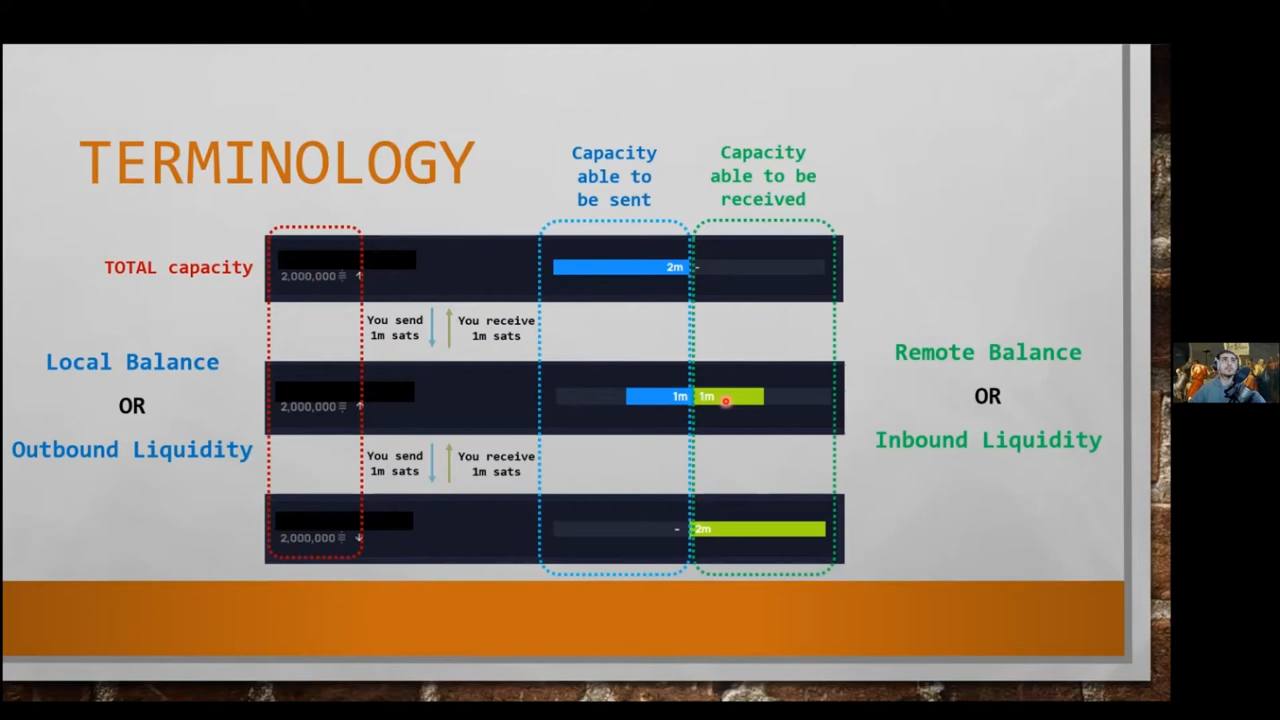 TERMINOLOGY
Capacity
able to
be sent
Capacity
able to be
received
TOTAL capacity
2,000,000
2m
-
You send
1m sats
You receive
1m sats
Local Balance
OR
Outbound Liquidity
2,000,000
1m
1m
Remote Balance
OR
Inbound Liquidity
You send
1m sats
You receive
1m sats
2,000,000
-
2m